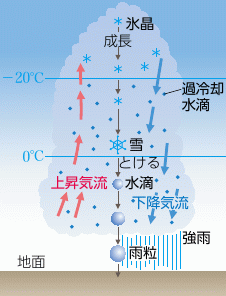 氷晶
成長
−20℃
過冷却
水滴
雪
0℃
とける
上昇気流
水滴
下降気流
強雨
雨粒
地面